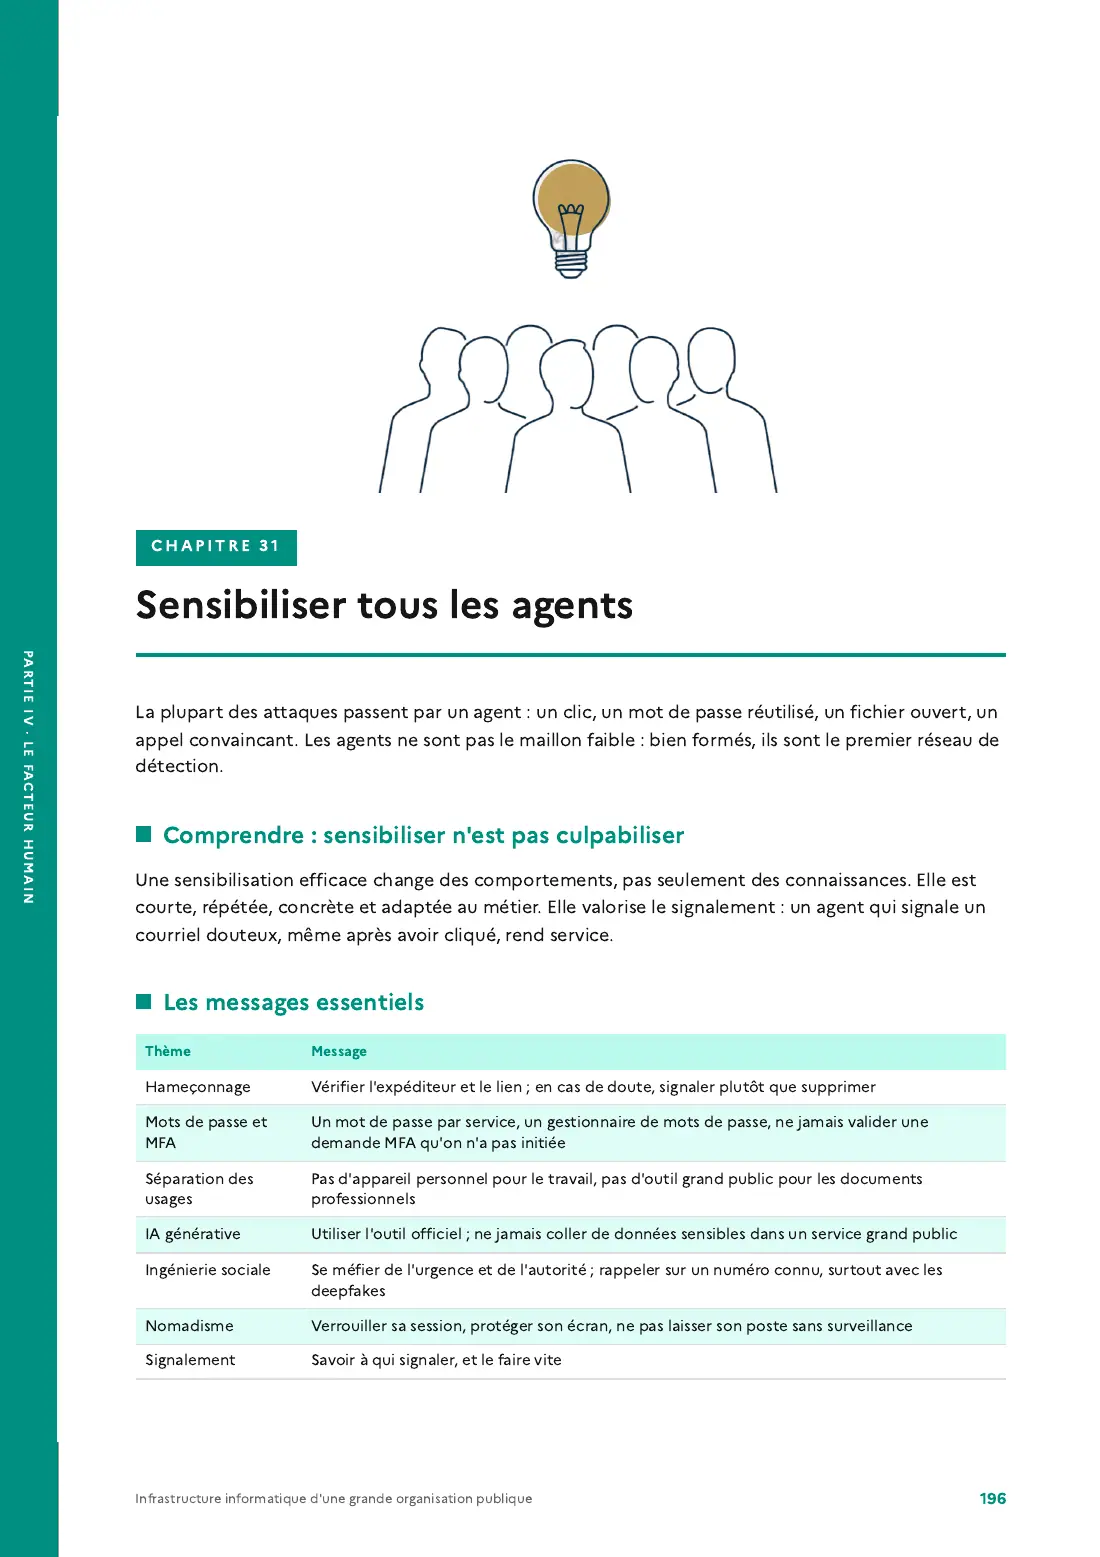 CHAPITRE 31
Sensibiliser tous les agents
PARTIE IV · LE FACTEUR HUMAIN
La plupart des attaques passent par un agent : un clic, un mot de passe réutilisé, un fichier ouvert, un
appel convaincant. Les agents ne sont pas le maillon faible : bien formés, ils sont le premier réseau de
détection.
Comprendre : sensibiliser n'est pas culpabiliser
Une sensibilisation efficace change des comportements, pas seulement des connaissances. Elle est
courte, répétée, concrète et adaptée au métier. Elle valorise le signalement : un agent qui signale un
courriel douteux, même après avoir cliqué, rend service.
Les messages essentiels
Thème Message
Hameçonnage Vérifier l'expéditeur et le lien ; en cas de doute, signaler plutôt que supprimer
Mots de passe et MFA Un mot de passe par service, un gestionnaire de mots de passe, ne jamais valider une
demande MFA qu'on n'a pas initiée
Séparation des usages Pas d'appareil personnel pour le travail, pas d'outil grand public pour les documents
professionnels
IA générative Utiliser l'outil officiel ; ne jamais coller de données sensibles dans un service grand public
Ingénierie sociale Se méfier de l'urgence et de l'autorité ; rappeler sur un numéro connu, surtout avec les
deepfakes
Nomadisme Verrouiller sa session, protéger son écran, ne pas laisser son poste sans surveillance
Signalement Savoir à qui signaler, et le faire vite
Infrastructure informatique d'une grande organisation publique 196